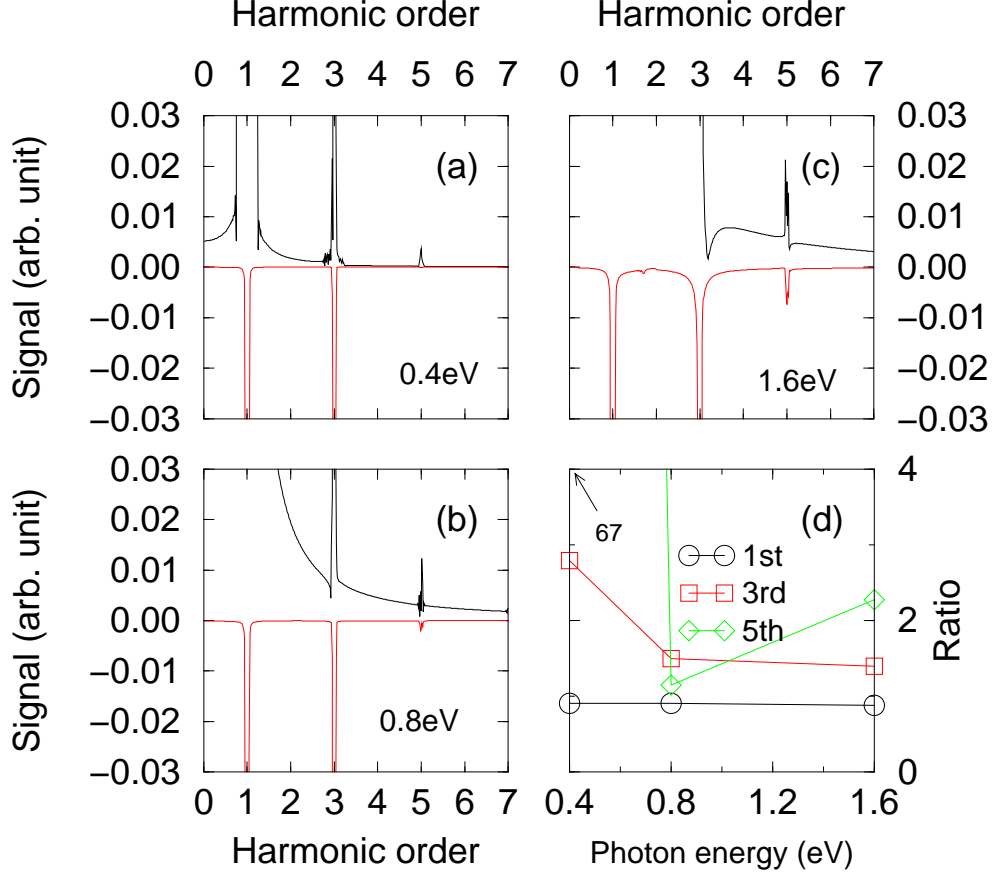 Harmonic order
Harmonic order
0 1 2 3 4 5 6 7
0 1 2 3 4 5 6 7
Signal (arb. unit)
0.03
0.02
0.01
0.00
−0.01
−0.02
−0.03
(a)
0.4eV
(c)
1.6eV
0.03
0.02
0.01
0.00
−0.01
−0.02
−0.03
Signal (arb. unit)
0.03
0.02
0.01
0.00
−0.01
−0.02
−0.03
(b)
0.8eV
67
(d)
1st
3rd
5th
4
2
0
Ratio
0 1 2 3 4 5 6 7
0.4 0.8 1.2 1.6
Harmonic order
Photon energy (eV)